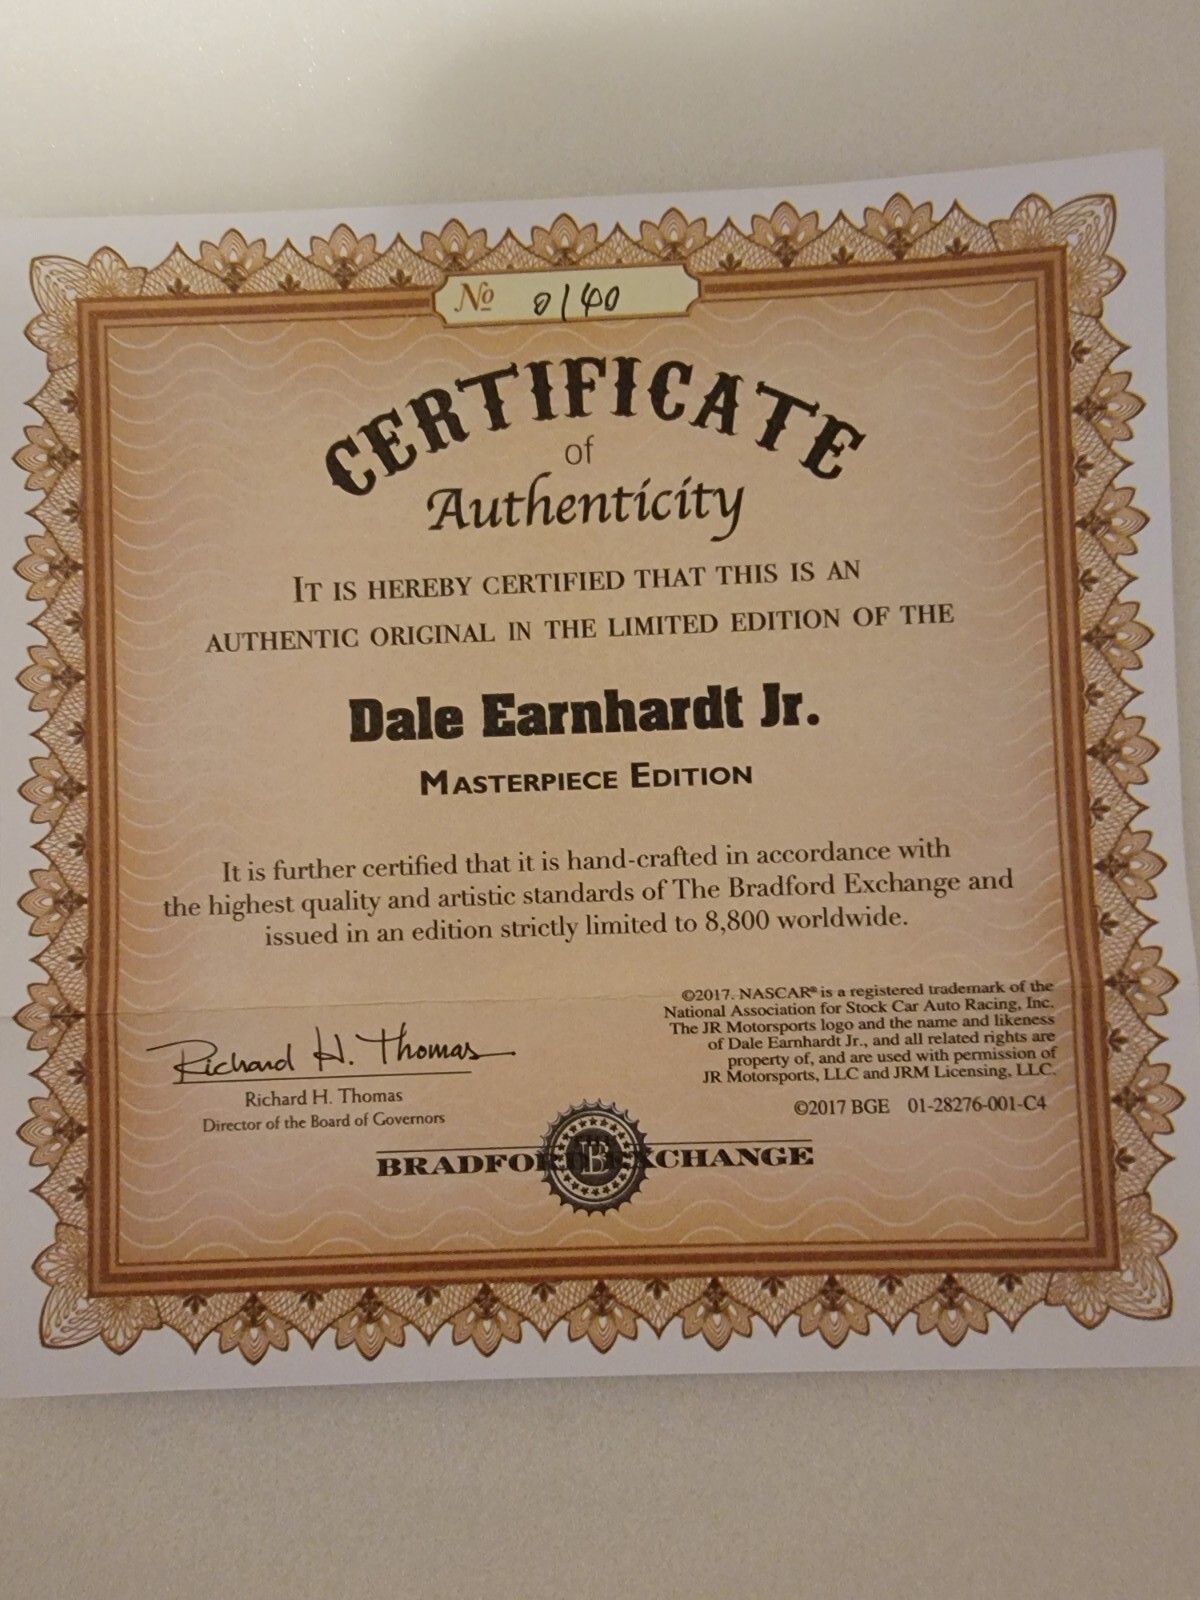 № 0140
CERTIFICATE
of
Authenticity
IT IS HEREBY CERTIFIED THAT THIS IS AN
AUTHENTIC ORIGINAL IN THE LIMITED EDITION OF THE
Dale Earnhardt Jr.
MASTERPIECE EDITION
It is further certified that it is hand-crafted in accordance with
the highest quality and artistic standards of The Bradford Exchange and
issued in an edition strictly limited to 8,800 worldwide.
Richard H. Thomas
Richard H. Thomas
Director of the Board of Governors
©2017. NASCAR® is a registered trademark of the
National Association for Stock Car Auto Racing, Inc.
The JR Motorsports logo and the name and likeness
of Dale Earnhardt Jr., and all related rights are
property of, and are used with permission of
JR Motorsports, LLC and JRM Licensing, LLC.
©2017 BGE 01-28276-001-C4
BRADFORD EXCHANGE
B